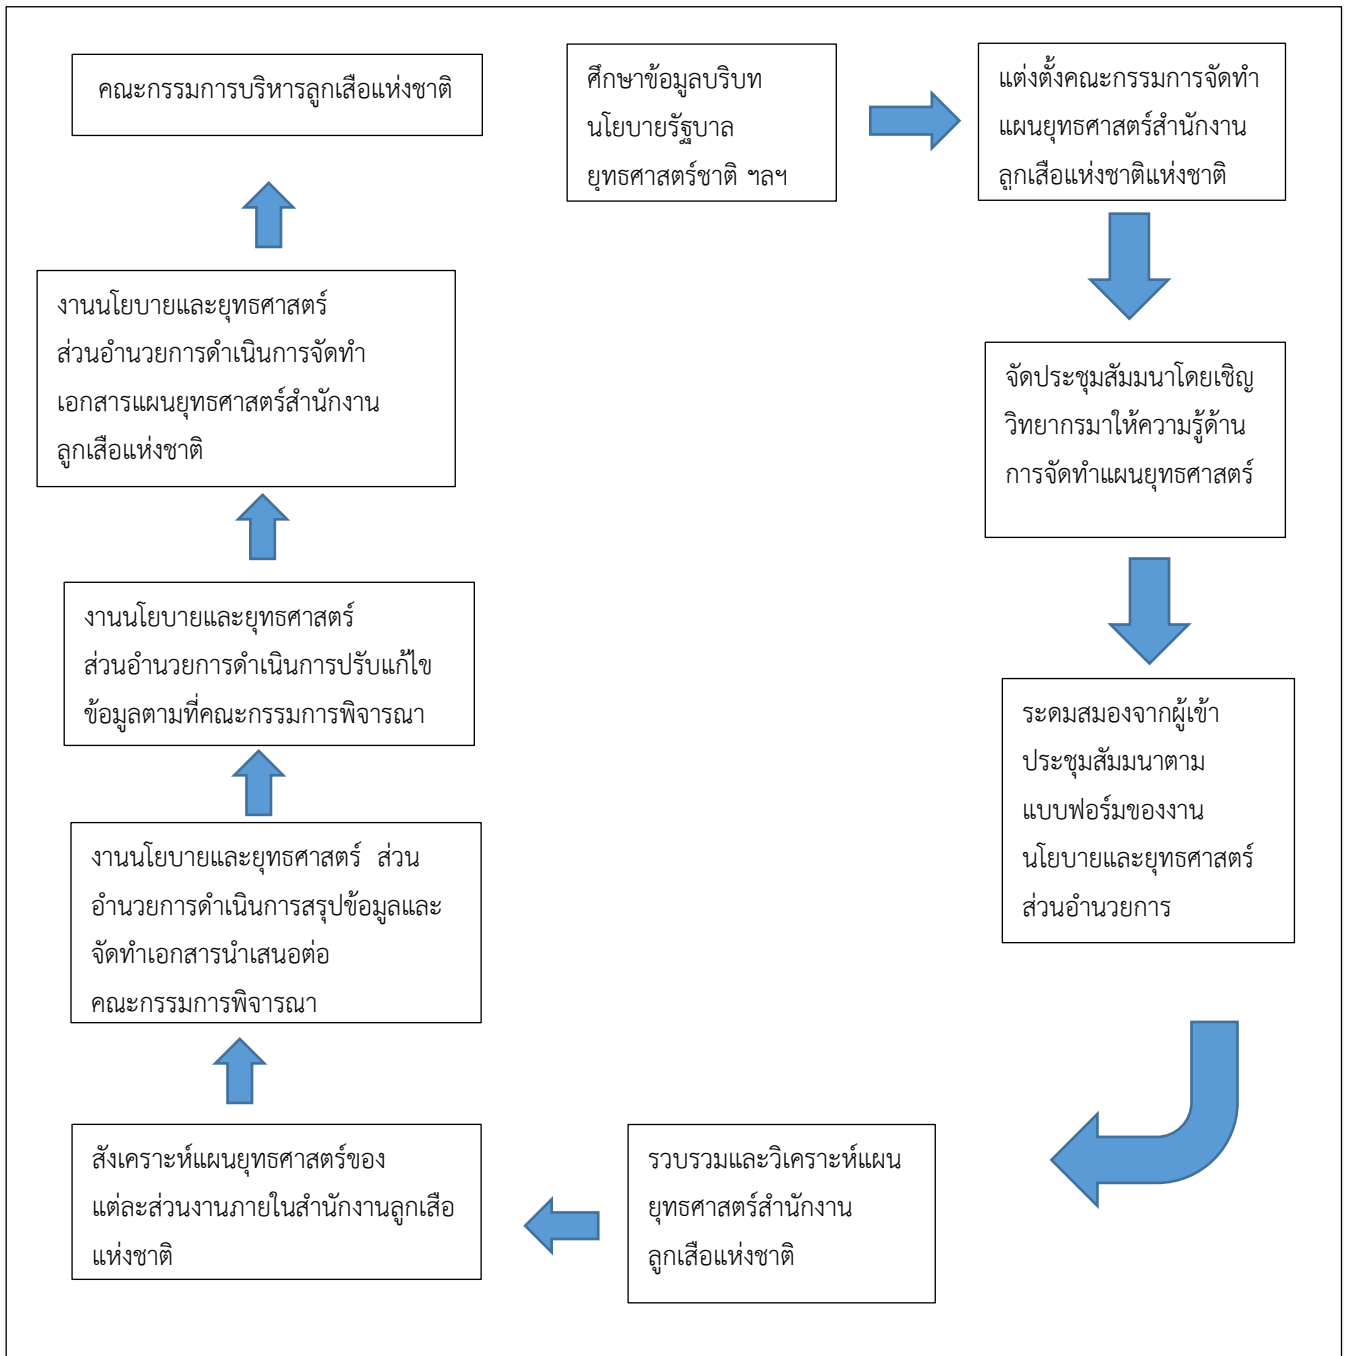 คณะกรรมการบริหารลูกเสือแห่งชาติ
ศึกษาข้อมูลบริบท
นโยบายรัฐบาล
ยุทธศาสตร์ชาติ ฯลฯ
แต่งตั้งคณะกรรมการจัดทำ
แผนยุทธศาสตร์สำนักงาน
ลูกเสือแห่งชาติแห่งชาติ
จัดประชุมสัมมนาโดยเชิญ
วิทยากรมาให้ความรู้ด้าน
การจัดทำแผนยุทธศาสตร์
ระดมสมองจากผู้เข้า
ประชุมสัมมนาตาม
แบบฟอร์มของงาน
นโยบายและยุทธศาสตร์
ส่วนอำนวยการ
รวบรวมและวิเคราะห์แผน
ยุทธศาสตร์สำนักงาน
ลูกเสือแห่งชาติ
สังเคราะห์แผนยุทธศาสตร์ของ
แต่ละส่วนงานภายในสำนักงานลูกเสือ
แห่งชาติ
งานนโยบายและยุทธศาสตร์ ส่วน
อำนวยการดำเนินการสรุปข้อมูลและ
จัดทำเอกสารนำเสนอต่อ
คณะกรรมการพิจารณา
งานนโยบายและยุทธศาสตร์
ส่วนอำนวยการดำเนินการปรับแก้ไข
ข้อมูลตามที่คณะกรรมการพิจารณา
งานนโยบายและยุทธศาสตร์
ส่วนอำนวยการดำเนินการจัดทำ
เอกสารแผนยุทธศาสตร์สำนักงาน
ลูกเสือแห่งชาติ